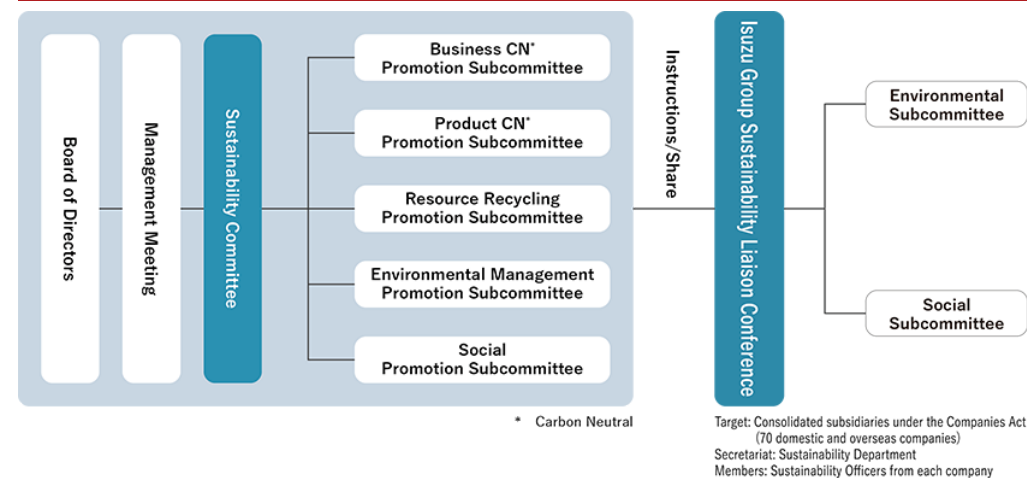 Board of Directors
Management Meeting
Sustainability Committee
Business CN*
Promotion Subcommittee
Product CN*
Promotion Subcommittee
Resource Recycling
Promotion Subcommittee
Environmental Management
Promotion Subcommittee
Social
Promotion Subcommittee
* Carbon Neutral
Instructions/Share
Isuzu Group Sustainability Liaison Conference
Environmental
Subcommittee
Social
Subcommittee
Target: Consolidated subsidiaries under the Companies Act
(70 domestic and overseas companies)
Secretariat: Sustainability Department
Members: Sustainability Officers from each company